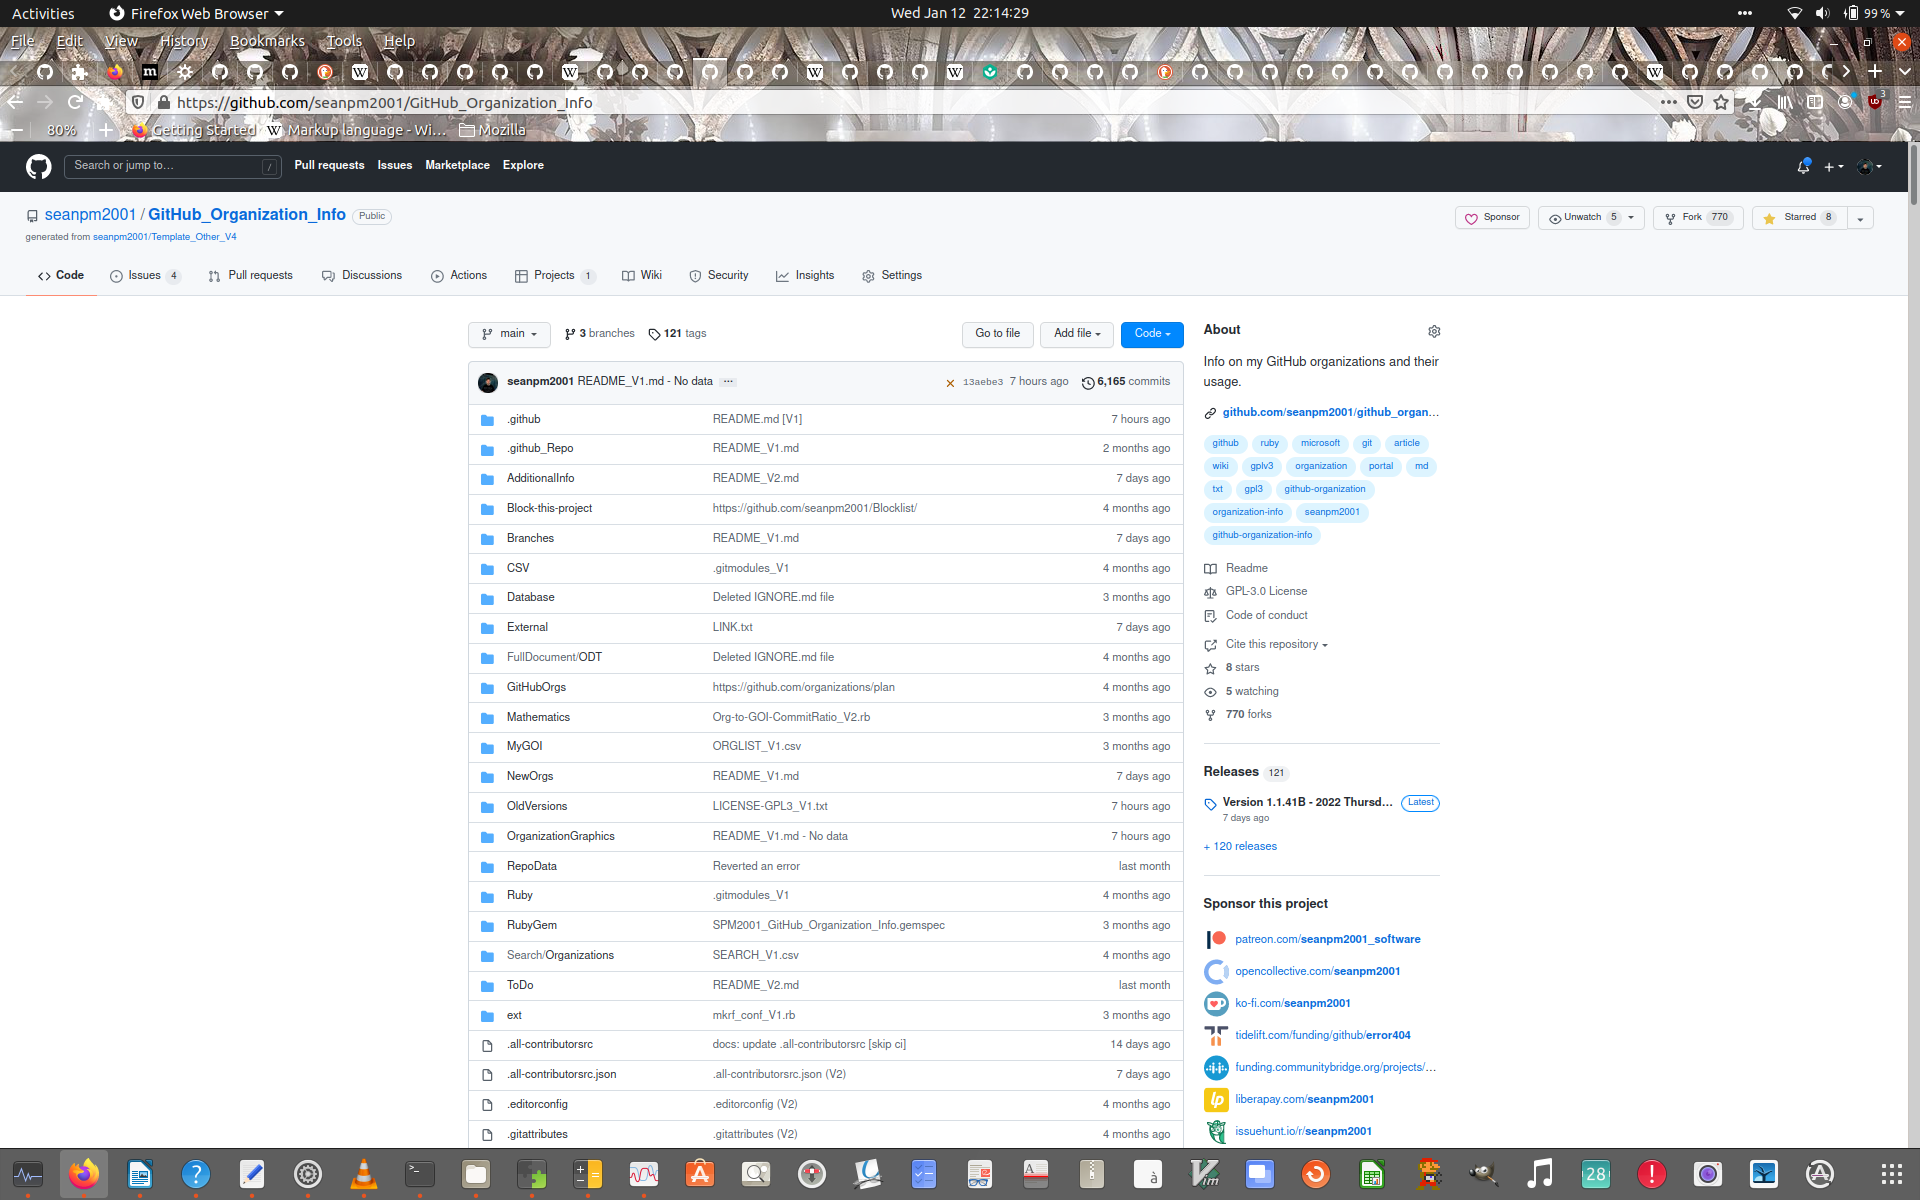 Activities Firefox Web Browser Wed Jan 12 22:14:29 99 %
File Edit View History Bookmarks Tools Help
https://github.com/seanpm2001/GitHub_Organization_Info 3
80% Getting Started Markup language - Wi... Mozilla
Search or jump to... / Pull requests Issues Marketplace Explore
seanpm2001 / GitHub_Organization_Info Public Sponsor Unwatch 5 Fork 770 Starred 8
generated from seanpm2001/Template_Other_V4
Code Issues 4 Pull requests Discussions Actions Projects 1 Wiki Security Insights Settings
main 3 branches 121 tags Go to file Add file Code
seanpm2001 README_V1.md - No data ... 13aebe3 7 hours ago 6,165 commits
.github README.md [V1] 7 hours ago
.github_Repo README_V1.md 2 months ago
AdditionalInfo README_V2.md 7 days ago
Block-this-project https://github.com/seanpm2001/Blocklist/ 4 months ago
Branches README_V1.md 7 days ago
CSV .gitmodules_V1 4 months ago
Database Deleted IGNORE.md file 3 months ago
External LINK.txt 7 days ago
FullDocument/ODT Deleted IGNORE.md file 4 months ago
GitHubOrgs https://github.com/organizations/plan 4 months ago
Mathematics Org-to-GOI-CommitRatio_V2.rb 3 months ago
MyGOI ORGLIST_V1.csv 3 months ago
NewOrgs README_V1.md 7 days ago
OldVersions LICENSE-GPL3_V1.txt 7 hours ago
OrganizationGraphics README_V1.md - No data 7 hours ago
RepoData Reverted an error last month
Ruby .gitmodules_V1 4 months ago
RubyGem SPM2001_GitHub_Organization_Info.gemspec 3 months ago
Search/Organizations SEARCH_V1.csv 4 months ago
ToDo README_V2.md last month
ext mkrf_conf_V1.rb 3 months ago
.all-contributorsrc docs: update .all-contributorsrc [skip ci] 14 days ago
.all-contributorsrc.json .all-contributorsrc.json (V2) 7 days ago
.editorconfig .editorconfig (V2) 4 months ago
.gitattributes .gitattributes (V2) 4 months ago
About
Info on my GitHub organizations and their
usage.
github.com/seanpm2001/github_organ...
github ruby microsoft git article
wiki gplv3 organization portal md
txt gpl3 github-organization
organization-info seanpm2001
github-organization-info
Readme
GPL-3.0 License
Code of conduct
Cite this repository
8 stars
5 watching
770 forks
Releases 121
Version 1.1.41B - 2022 Thursd... Latest
7 days ago
+ 120 releases
Sponsor this project
patreon.com/seanpm2001_software
opencollective.com/seanpm2001
ko-fi.com/seanpm2001
tidelift.com/funding/github/error404
funding.communitybridge.org/projects/...
liberapay.com/seanpm2001
issuehunt.io/r/seanpm2001
28